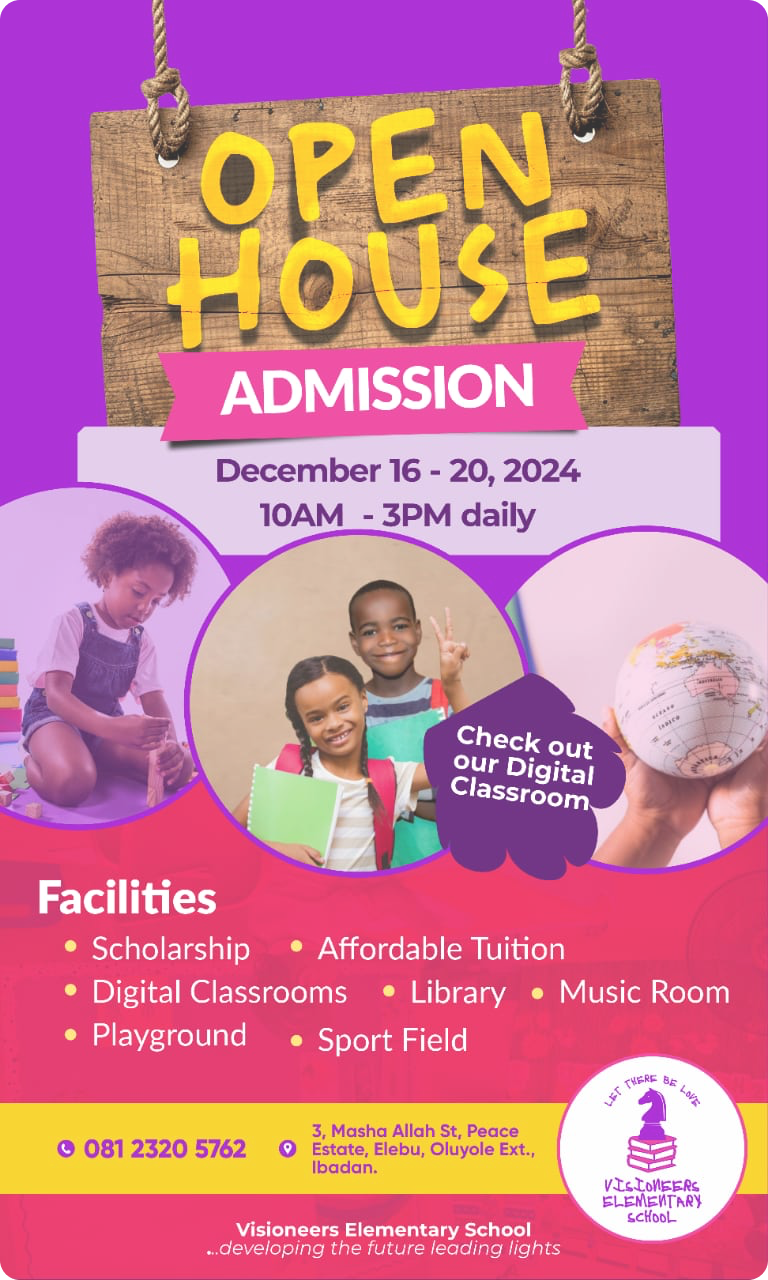 OPEN
HOUSE
ADMISSION
December 16 - 20, 2024
10AM - 3PM daily
Check out
our Digital
Classroom
Facilities
• Scholarship • Affordable Tuition
• Digital Classrooms • Library • Music Room
• Playground • Sport Field
081 2320 5762
3, Masha Allah St, Peace
Estate, Elebu, Oluyole Ext.,
Ibadan.
LET THERE BE LOVE
VISIONEERS
ELEMENTARY
SCHOOL
Visioneers Elementary School
...developing the future leading lights